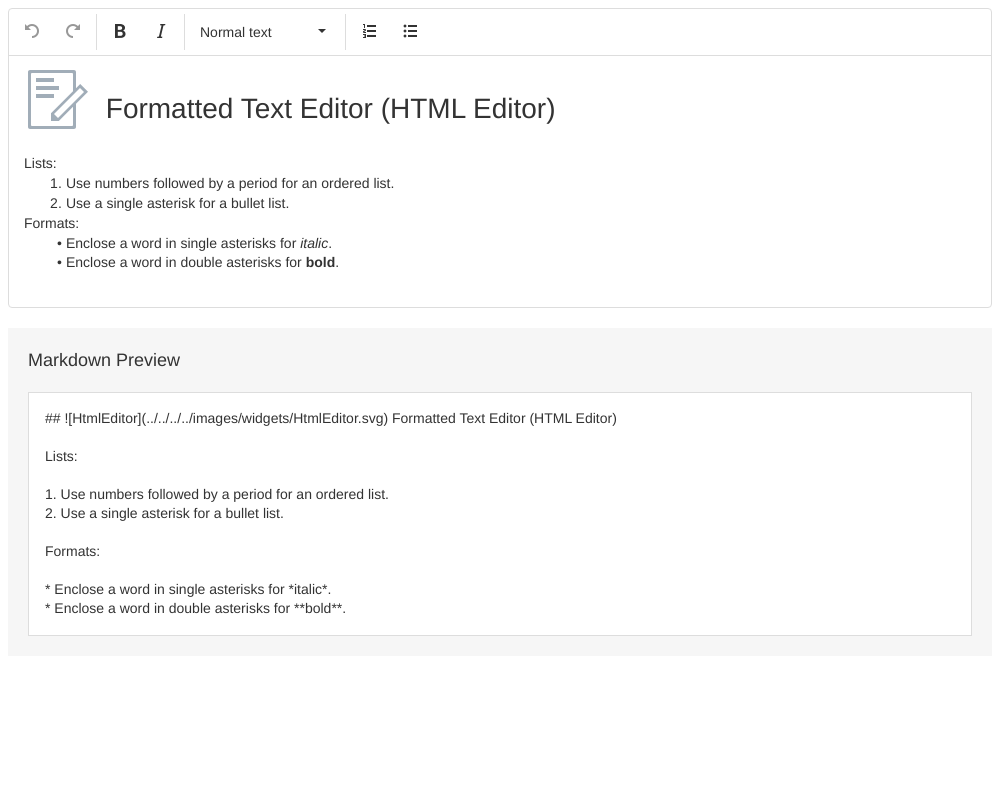 B I Normal text
Formatted Text Editor (HTML Editor)
Lists:
1. Use numbers followed by a period for an ordered list.
2. Use a single asterisk for a bullet list.
Formats:
• Enclose a word in single asterisks for italic.
• Enclose a word in double asterisks for bold.
Markdown Preview
## ![HtmlEditor](../../../../images/widgets/HtmlEditor.svg) Formatted Text Editor (HTML Editor)
Lists:
1. Use numbers followed by a period for an ordered list.
2. Use a single asterisk for a bullet list.
Formats:
* Enclose a word in single asterisks for *italic*.
* Enclose a word in double asterisks for **bold**.